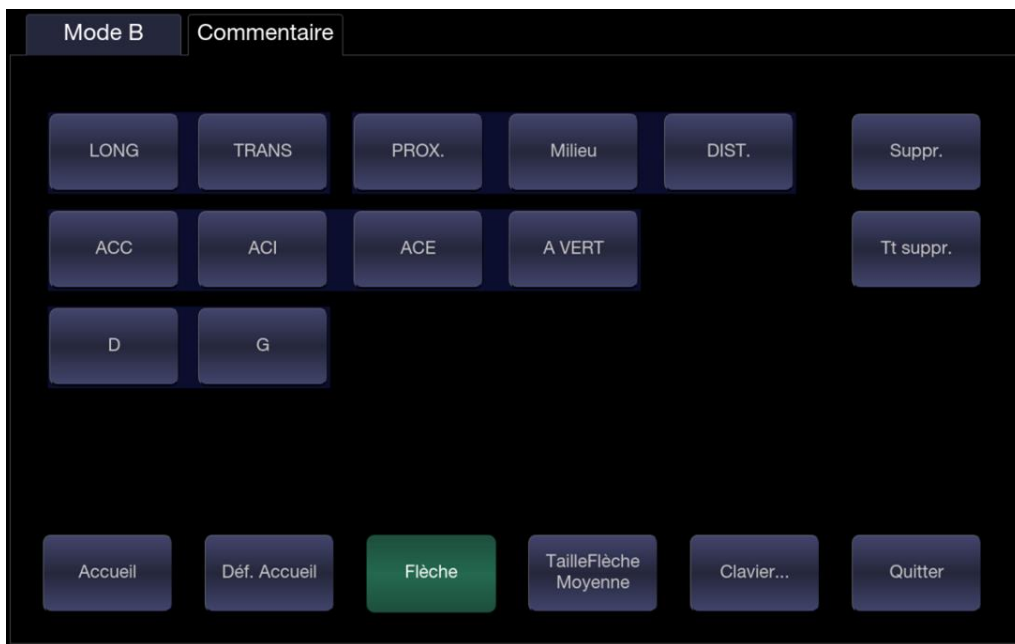 Mode B Commentaire
LONG TRANS PROX. Milieu DIST. Suppr.
ACC ACI ACE A VERT Tt suppr.
D G
Accueil Déf. Accueil Flèche TailleFlèche Moyenne Clavier... Quitter